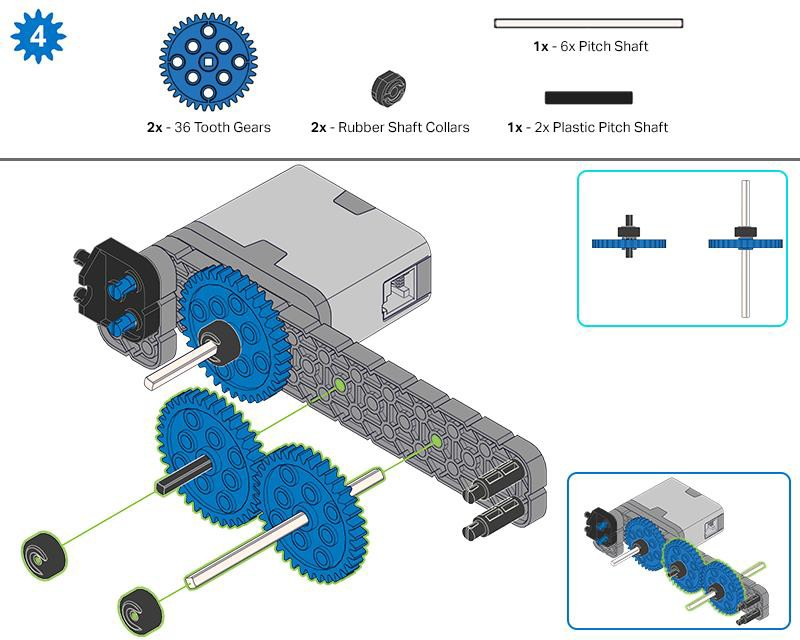 4
1x - 6x Pitch Shaft
2x - 36 Tooth Gears
2x - Rubber Shaft Collars
1x - 2x Plastic Pitch Shaft